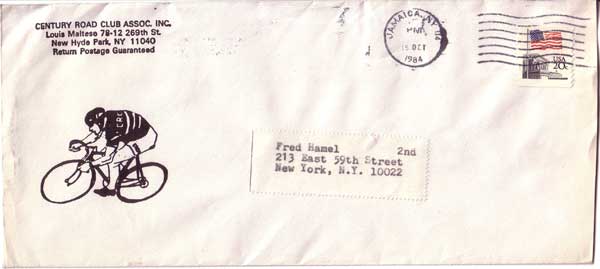 CENTURY ROAD CLUB ASSOC. INC.
Louis Maltese 78-12 269th St.
New Hyde Park, NY 11040
Return Postage Guaranteed
JAMAICA, NY
PM
15 OCT
1984
USA
20c
CRC
Fred Hamel 2nd
213 East 59th Street
New York, N.Y. 10022